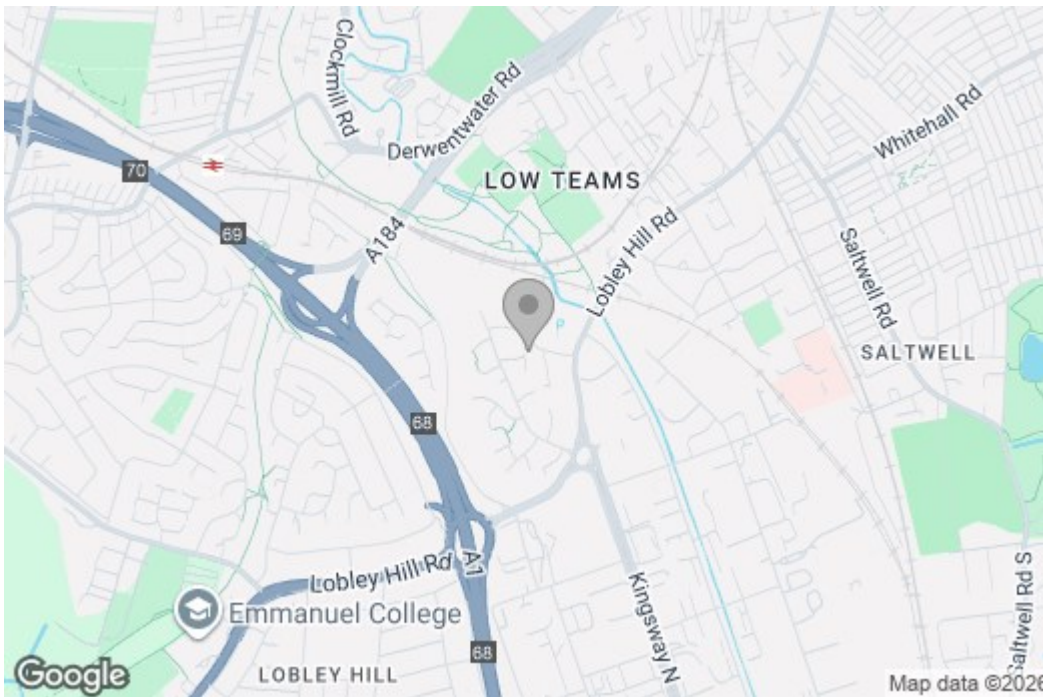 Clockmill Rd
Derwentwater Rd
Whitehall Rd
70
LOW TEAMS
69
A184
Lobley Hill Rd
Saltwell Rd
SALTWELL
68
Lobley Hill Rd
A1
Kingsway N
Saltwell Rd S
Emmanuel College
68
LOBLEY HILL
Google
Map data ©2026